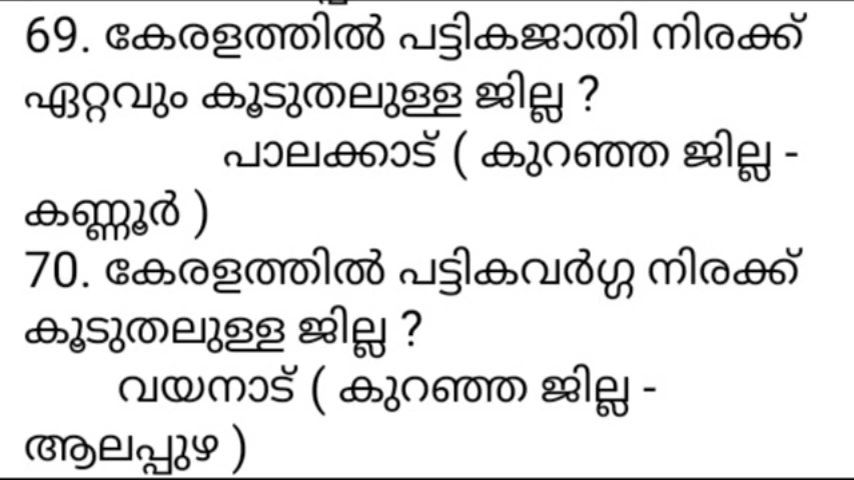 69. കേരളത്തിൽ പട്ടികജാതി നിരക്ക്
ഏറ്റവും കൂടുതലുള്ള ജില്ല ?
പാലക്കാട് ( കുറഞ്ഞ ജില്ല -
കണ്ണൂർ )
70. കേരളത്തിൽ പട്ടികവർഗ്ഗ നിരക്ക്
കൂടുതലുള്ള ജില്ല ?
വയനാട് ( കുറഞ്ഞ ജില്ല -
ആലപ്പുഴ )